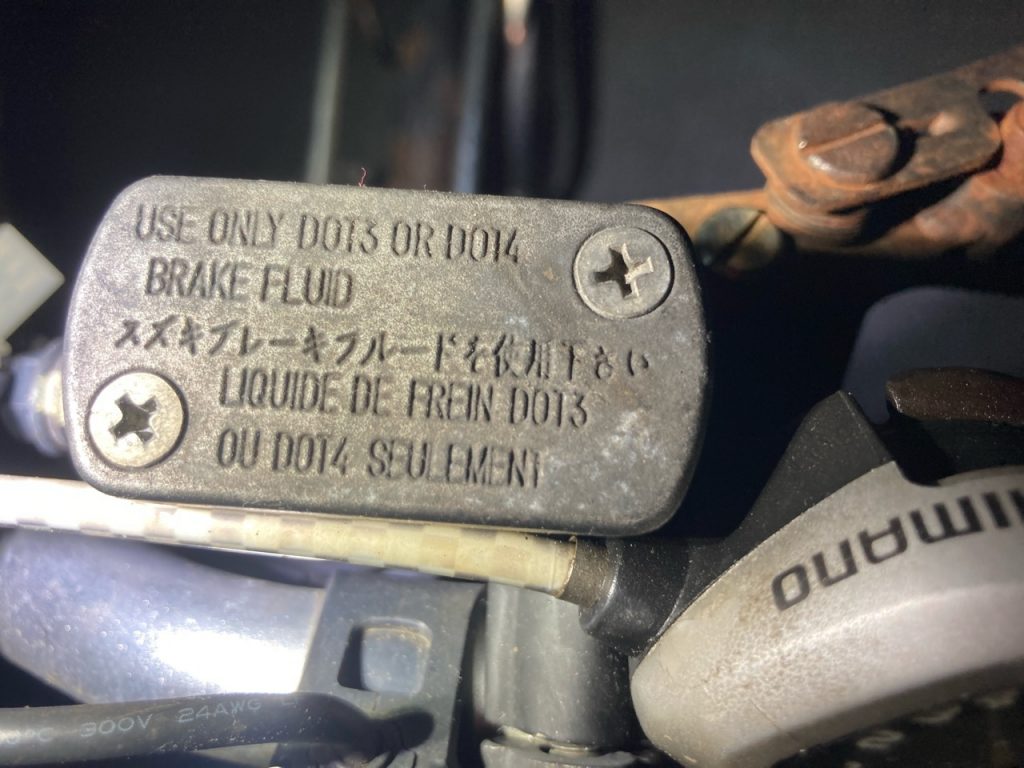 USE ONLY DOT3 OR DOT4
BRAKE FLUID
スズキブレーキフルードを使用下さい
LIQUIDE DE FREIN DOT3
OU DOT4 SEULEMENT
HIMANO
300V 24AWG